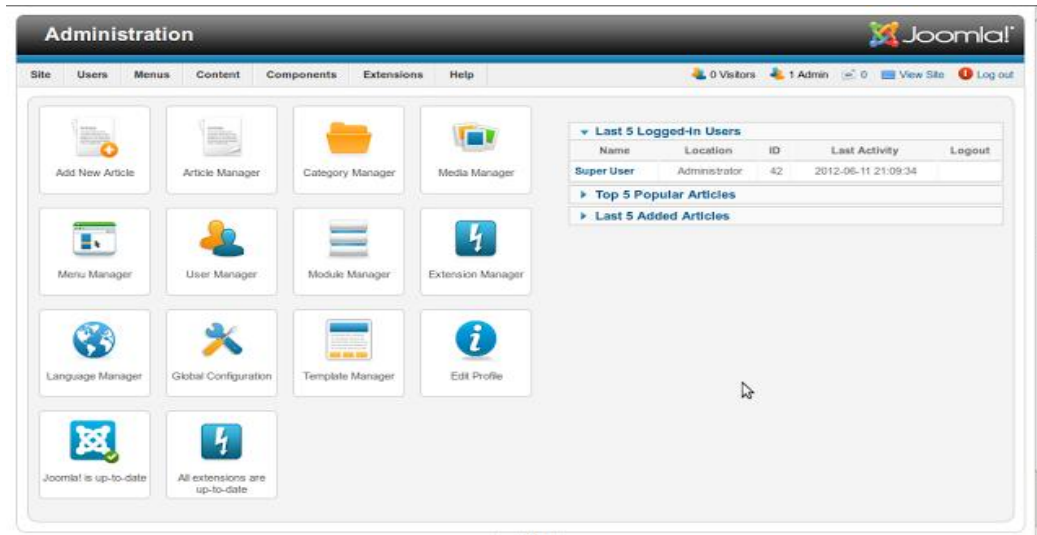 Administration
Joomla!
Site Users Menus Content Components Extensions Help
0 Visitors 1 Admin 0 View Site Log out
Add New Article Article Manager Category Manager Media Manager
Last 5 Logged-in Users
Name Location ID Last Activity Logout
Super User Administrator 42 2012-06-11 21:09:34
Top 5 Popular Articles
Last 5 Added Articles
Menu Manager User Manager Module Manager Extension Manager
Language Manager Global Configuration Template Manager Edit Profile
Joomla! is up-to-date All extensions are
up-to-date